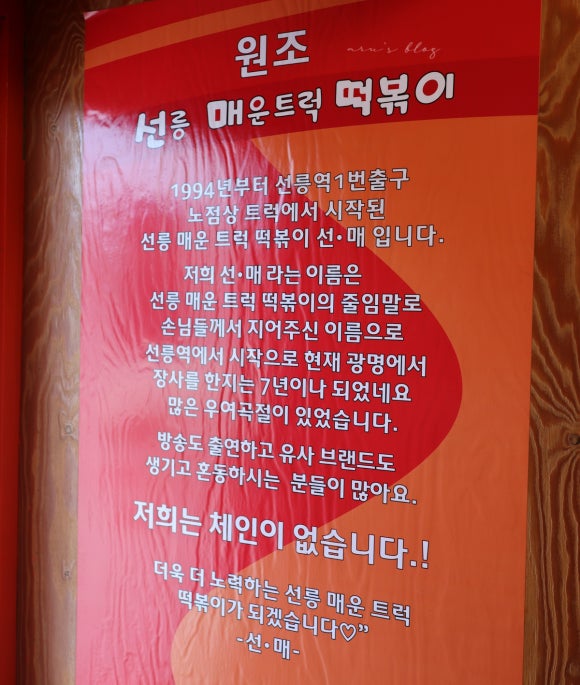 원조
aru's blog
선릉 매운트럭 떡볶이
1994년부터 선릉역1번출구
노점상 트럭에서 시작된
선릉 매운 트럭 떡볶이 선·매 입니다.
저희 선·매 라는 이름은
선릉 매운 트럭 떡볶이의 줄임말로
손님들께서 지어주신 이름으로
선릉역에서 시작으로 현재 광명에서
장사를 한지는 7년이나 되었네요
많은 우여곡절이 있었습니다.
방송도 출연하고 유사 브랜드도
생기고 혼동하시는 분들이 많아요.
저희는 체인이 없습니다.!
더욱 더 노력하는 선릉 매운 트럭
떡볶이가 되겠습니다♡”
-선·매-